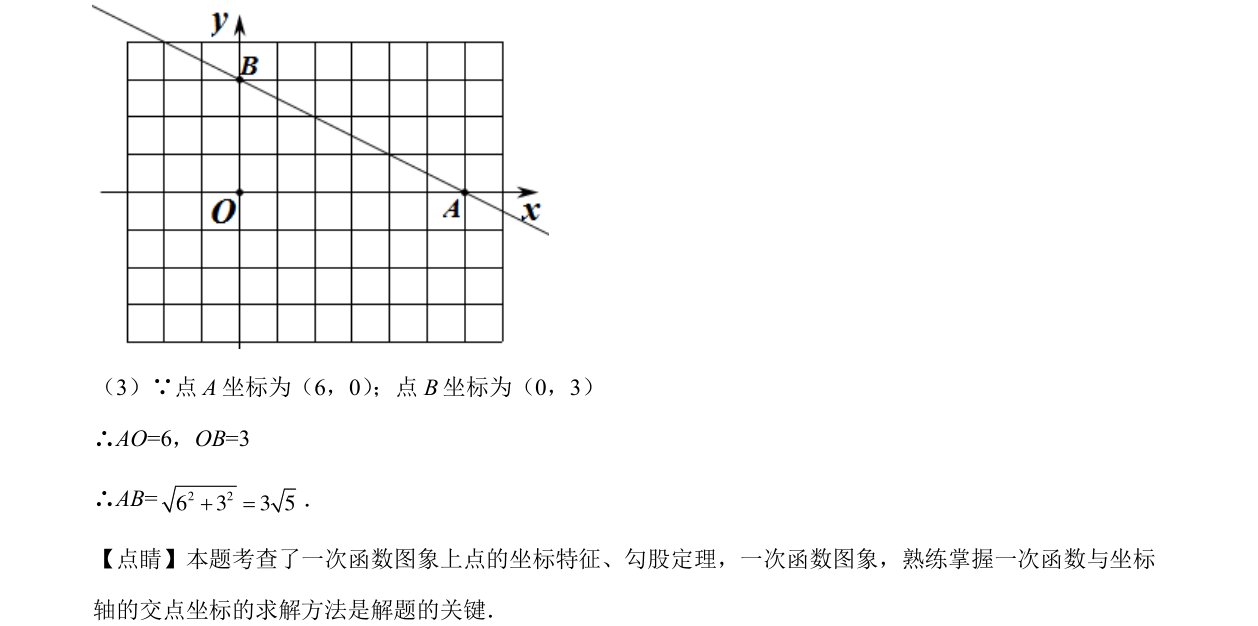 y
B
O
A
x
（3）∵点 A 坐标为（6，0）；点 B 坐标为（0，3）
∴AO=6，OB=3
∴AB=√(6²+3²)=3√5．
【点睛】本题考查了一次函数图象上点的坐标特征、勾股定理，一次函数图象，熟练掌握一次函数与坐标
轴的交点坐标的求解方法是解题的关键．